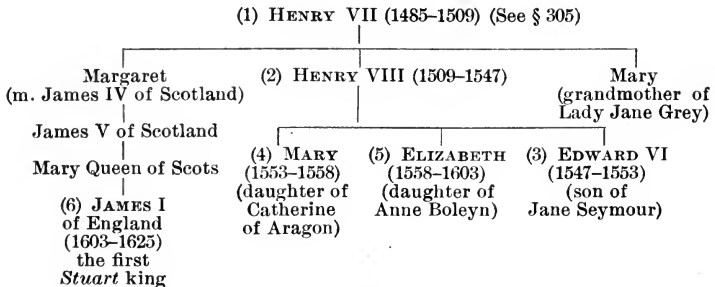 (1) HENRY VII (1485–1509) (See § 305)
Margaret
(m. James IV of Scotland)
James V of Scotland
Mary Queen of Scots
(6) JAMES I
of England
(1603–1625)
the first
Stuart king
(2) HENRY VIII (1509–1547)
(4) MARY
(1553–1558)
(daughter of
Catherine
of Aragon)
(5) ELIZABETH
(1558–1603)
(daughter of
Anne Boleyn)
(3) EDWARD VI
(1547–1553)
(son of
Jane Seymour)
Mary
(grandmother of
Lady Jane Grey)